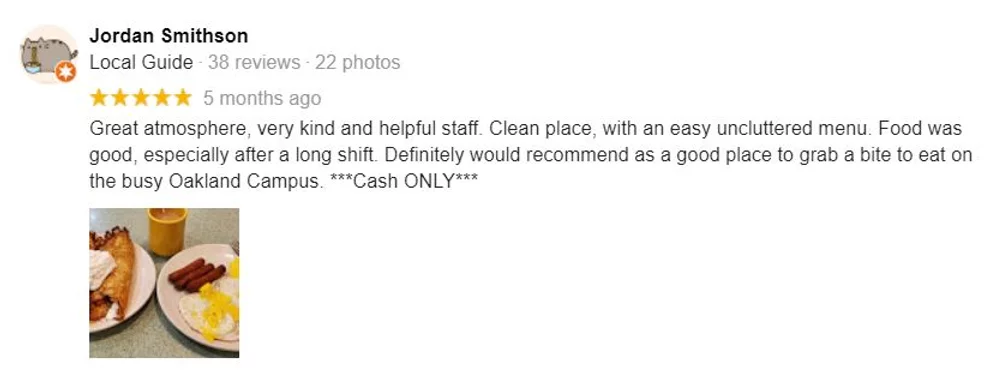 Jordan Smithson
Local Guide · 38 reviews · 22 photos
5 months ago
Great atmosphere, very kind and helpful staff. Clean place, with an easy uncluttered menu. Food was
good, especially after a long shift. Definitely would recommend as a good place to grab a bite to eat on
the busy Oakland Campus. ***Cash ONLY***